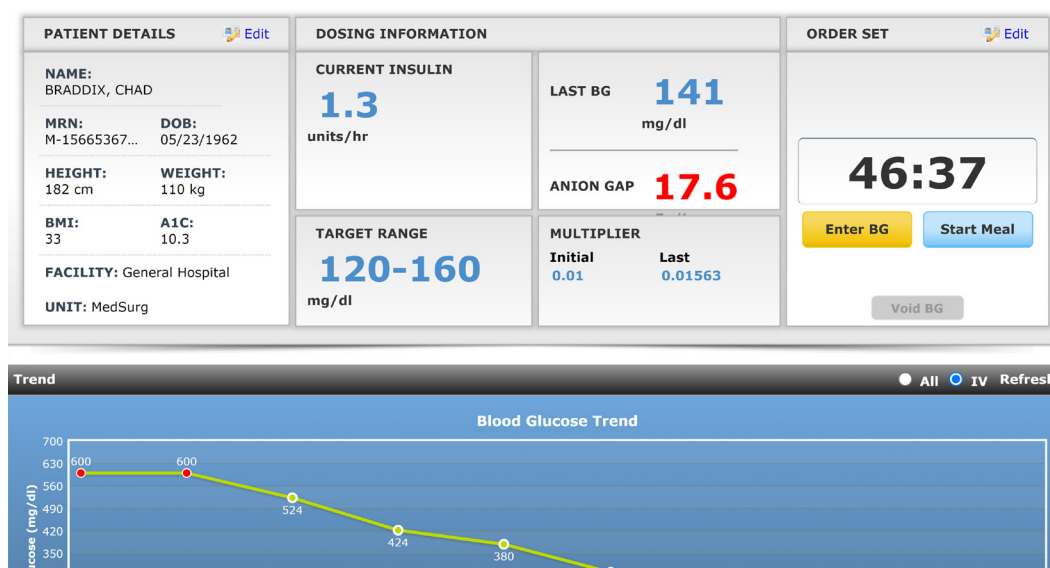 PATIENT DETAILS Edit
NAME:
BRADDIX, CHAD
MRN: DOB:
M-15665367... 05/23/1962
HEIGHT: WEIGHT:
182 cm 110 kg
BMI: A1C:
33 10.3
FACILITY: General Hospital
UNIT: MedSurg
DOSING INFORMATION
CURRENT INSULIN
1.3
units/hr
LAST BG 141
mg/dl
ANION GAP 17.6
TARGET RANGE
120-160
mg/dl
MULTIPLIER
Initial Last
0.01 0.01563
ORDER SET Edit
46:37
Enter BG Start Meal
Void BG
Trend All IV Refresh
Blood Glucose Trend
700
630
560
490
420
350
ucose (mg/dl)
600 600
524
424
380